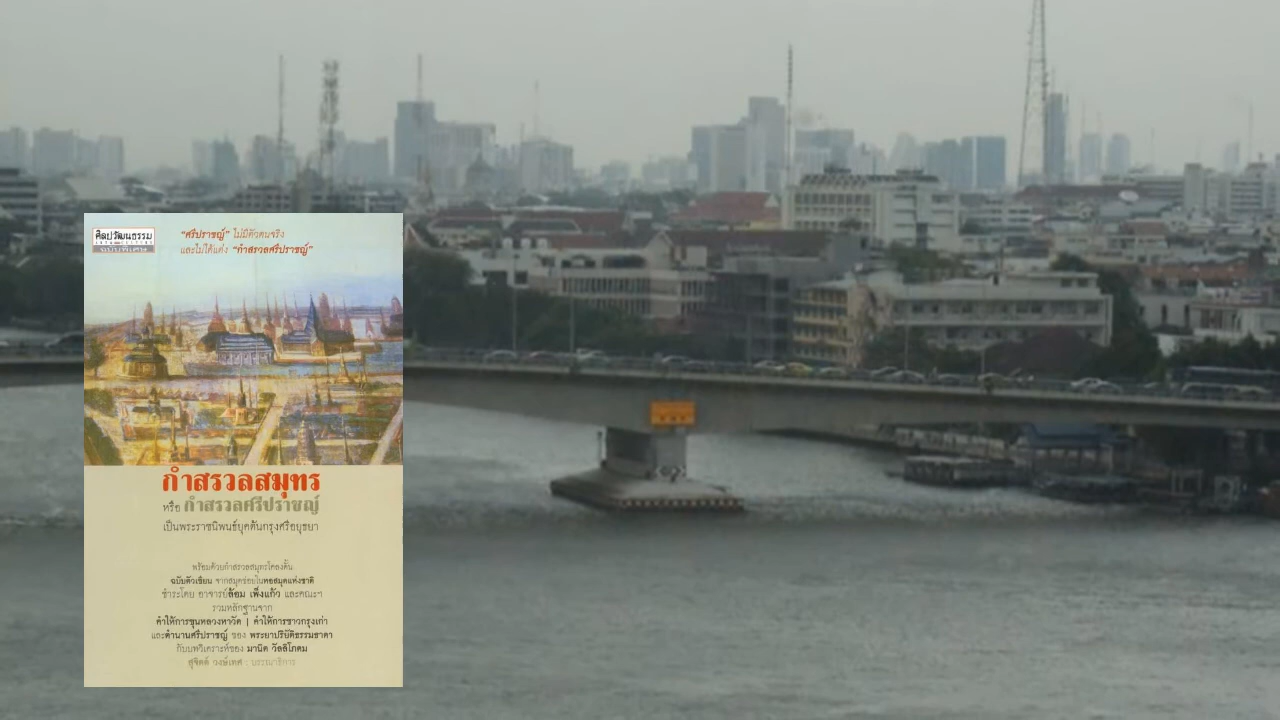 ศิลปวัฒนธรรม
ฉบับพิเศษ
“ศรีปราชญ์” ไม่มีตัวตนจริง
และไม่ได้แต่ง “กำสรวลศรีปราชญ์”
กำสรวลสมุทร
หรือ กำสรวลศรีปราชญ์
เป็นพระราชนิพนธ์ยุคต้นกรุงศรีอยุธยา
พร้อมด้วยกำสรวลสมุทรโคลงดั้น
ฉบับตัวเขียน จากสมุดข่อยในหอสมุดแห่งชาติ
ชำระโดย อาจารย์ล้อม เพ็งแก้ว และคณะฯ
รวมหลักฐานจาก
คำให้การขุนหลวงหาวัด | คำให้การชาวกรุงเก่า
และตำนานศรีปราชญ์ ของ พระยาปริยัติธรรมธาดา
กับบทวิเคราะห์ของ มานิต วัลลิโภดม
สุจิตต์ วงษ์เทศ : บรรณาธิการ